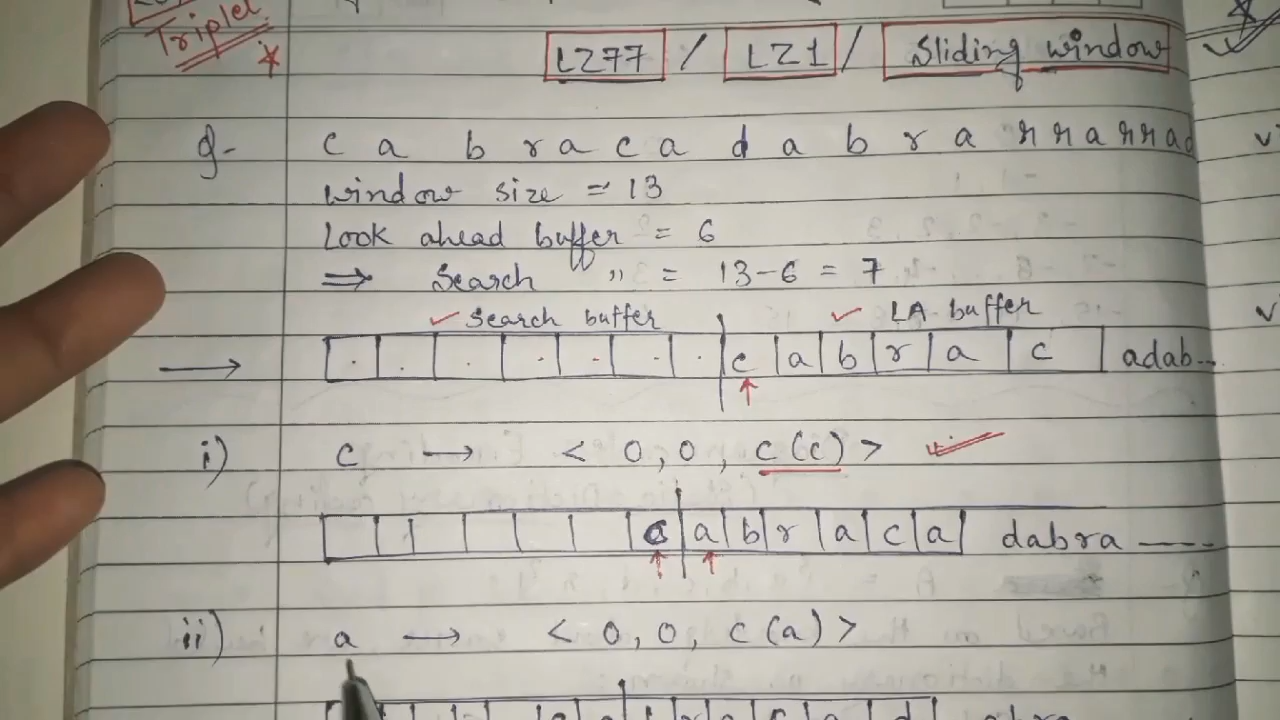 Triplet
LZ77 / LZ1 / Sliding window
Q- c a b r a c a d a b r a r r a r r a d
window size = 13
Look ahead buffer = 6
⇒ Search " = 13-6 = 7
✓ Search buffer ✓ LA buffer
→ . . . . . . . c a b r a c adab...
i) c → < 0, 0, c(c) >
c a b r a c a dabra ——
ii) a → < 0, 0, c(a) >